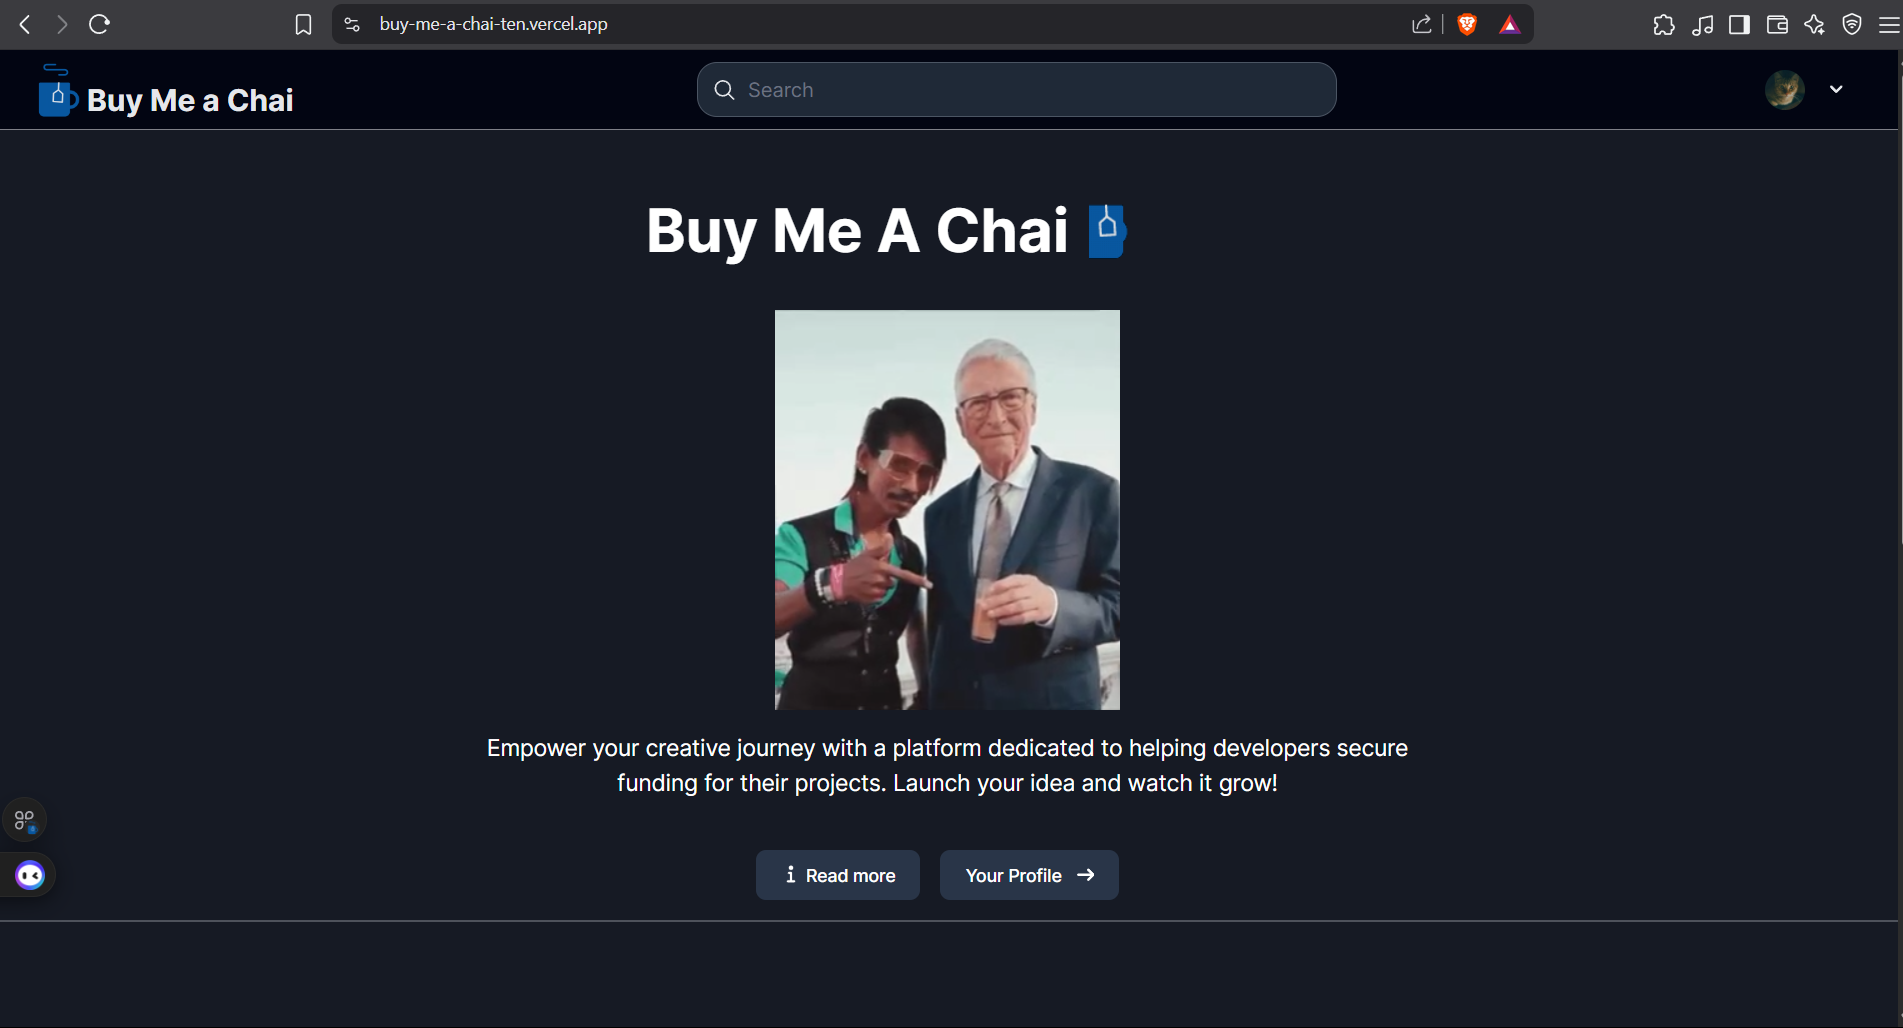 buy-me-a-chai-ten.vercel.app
Buy Me a Chai
Search
Buy Me A Chai
Empower your creative journey with a platform dedicated to helping developers secure
funding for their projects. Launch your idea and watch it grow!
Read more
Your Profile